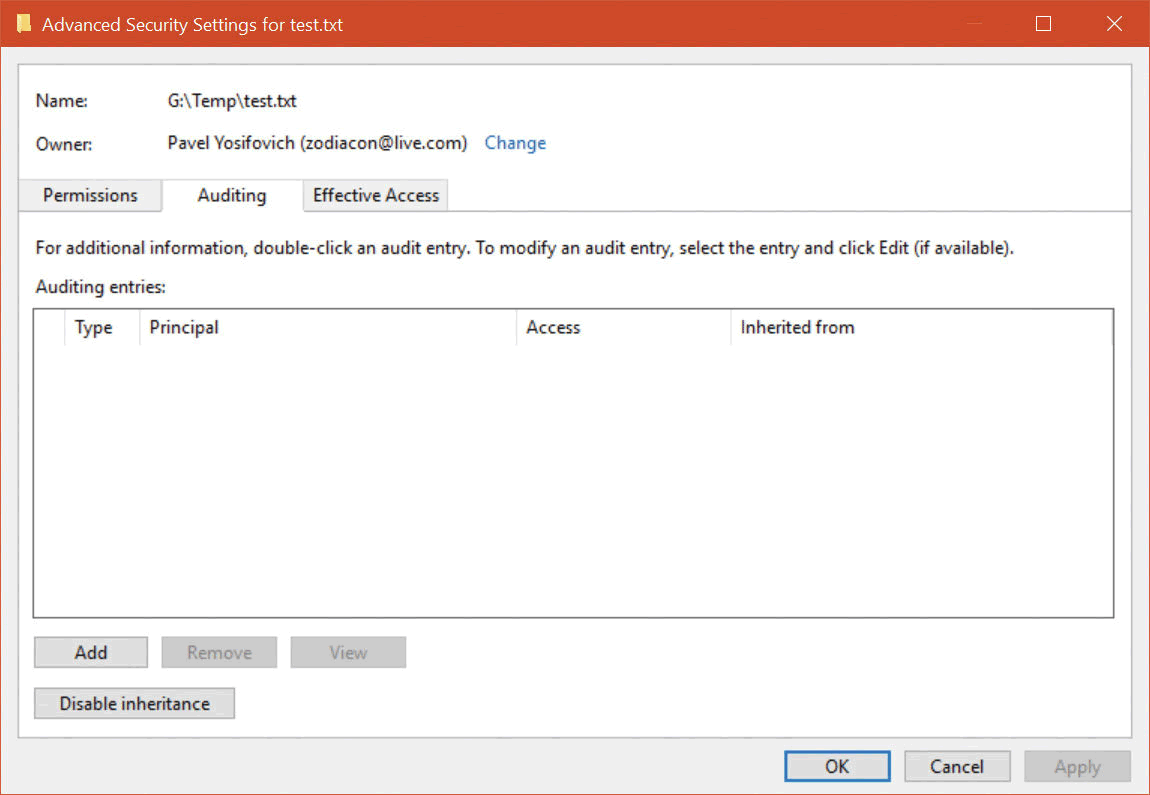 Advanced Security Settings for test.txt
Name: G:\Temp\test.txt
Owner: Pavel Yosifovich (zodiacon@live.com) Change
Permissions Auditing Effective Access
For additional information, double-click an audit entry. To modify an audit entry, select the entry and click Edit (if available).
Auditing entries:
Type Principal Access Inherited from
Add Remove View
Disable inheritance
OK Cancel Apply